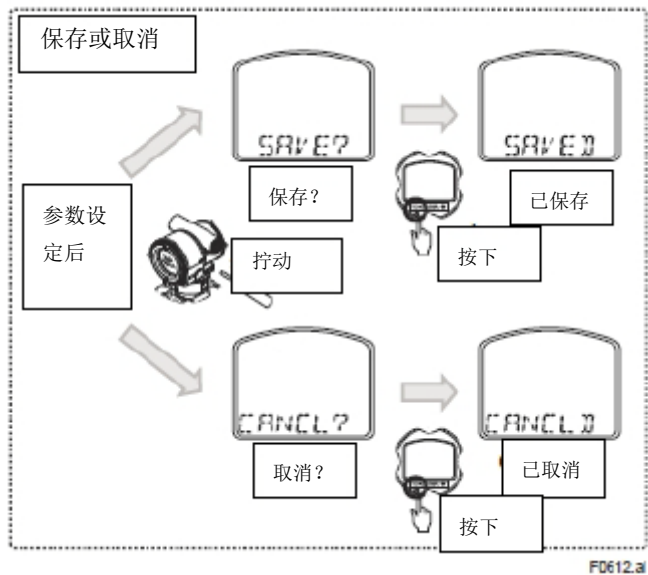 保存或取消
SAVE?
SAVED
保存？
已保存
参数设
定后
拧动
按下
CANCL?
CANCLD
取消？
已取消
按下
F0612.ai